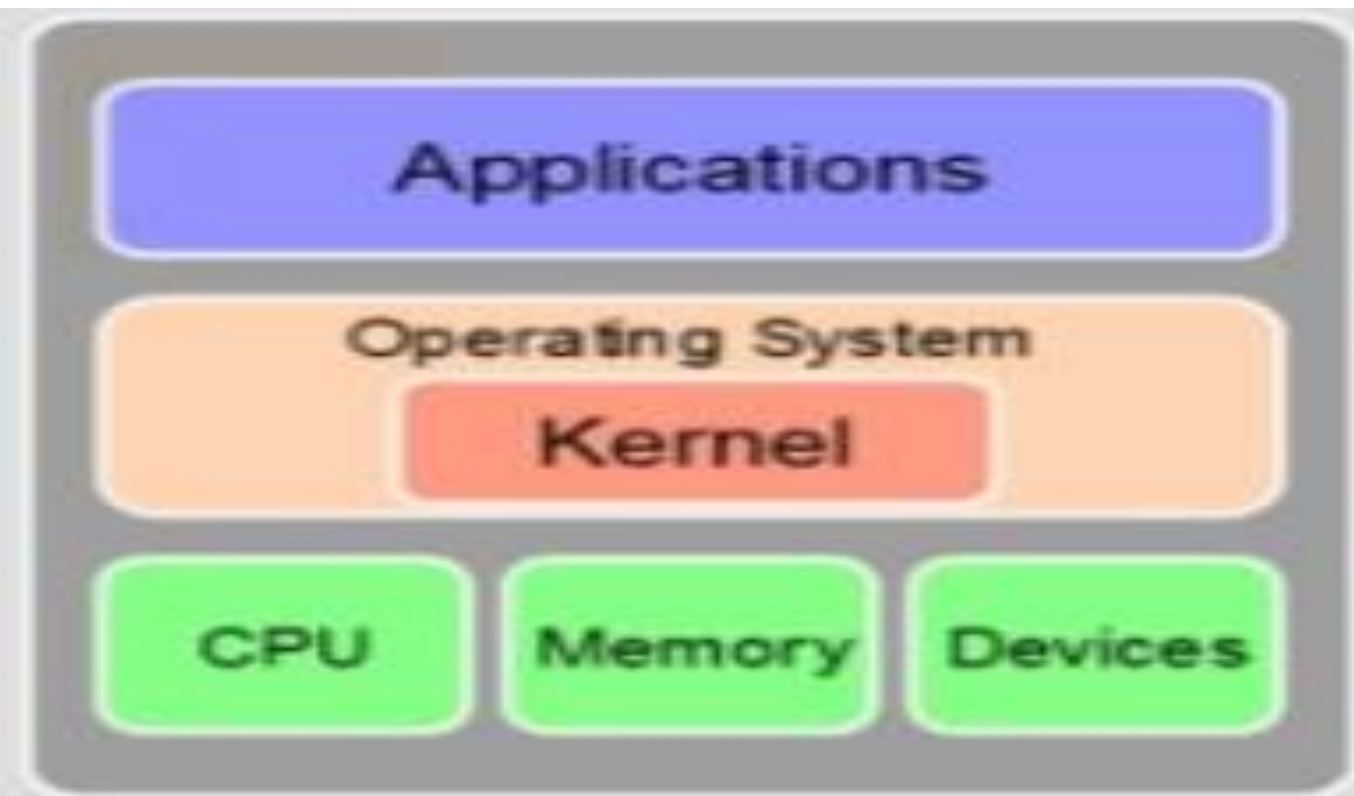 Applications
Operating System
Kernel
CPU Memory Devices